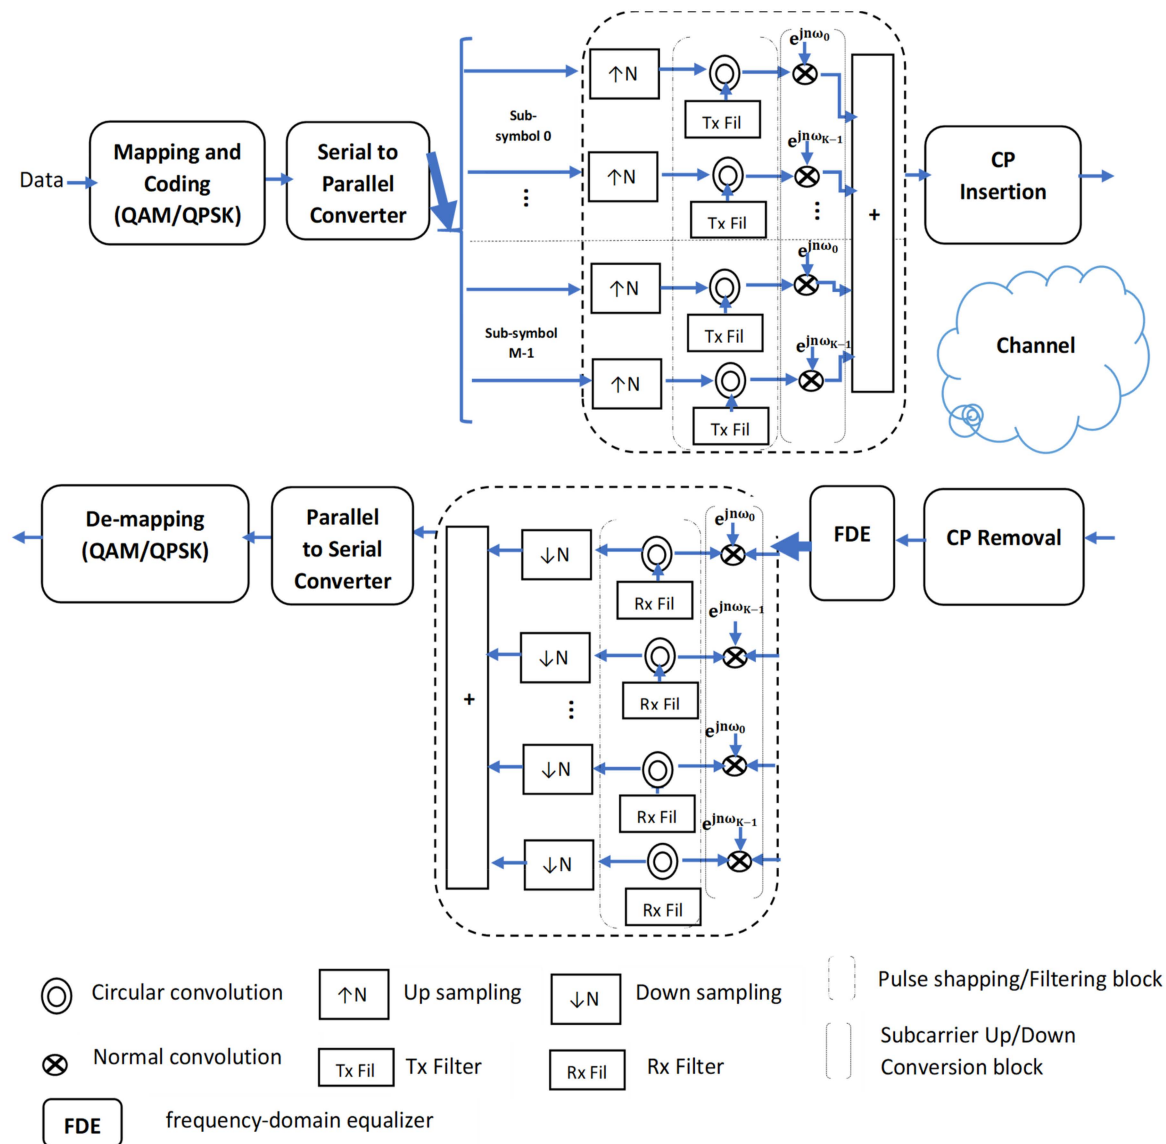 Data
Mapping and
Coding
(QAM/QPSK)
Serial to
Parallel
Converter
Sub-
symbol 0
...
Sub-symbol
M-1
↑N
Tx Fil
e^jnω₀
↑N
Tx Fil
e^jnω_K−1
...
↑N
Tx Fil
e^jnω₀
↑N
Tx Fil
e^jnω_K−1
+
CP
Insertion
Channel
CP Removal
FDE
e^jnω₀
Rx Fil
↓N
e^jnω_K−1
Rx Fil
↓N
...
e^jnω₀
Rx Fil
↓N
e^jnω_K−1
Rx Fil
↓N
+
Parallel
to Serial
Converter
De-mapping
(QAM/QPSK)
Circular convolution
↑N Up sampling
↓N Down sampling
Pulse shapping/Filtering block
Normal convolution
Tx Fil Tx Filter
Rx Fil Rx Filter
Subcarrier Up/Down
Conversion block
FDE frequency-domain equalizer